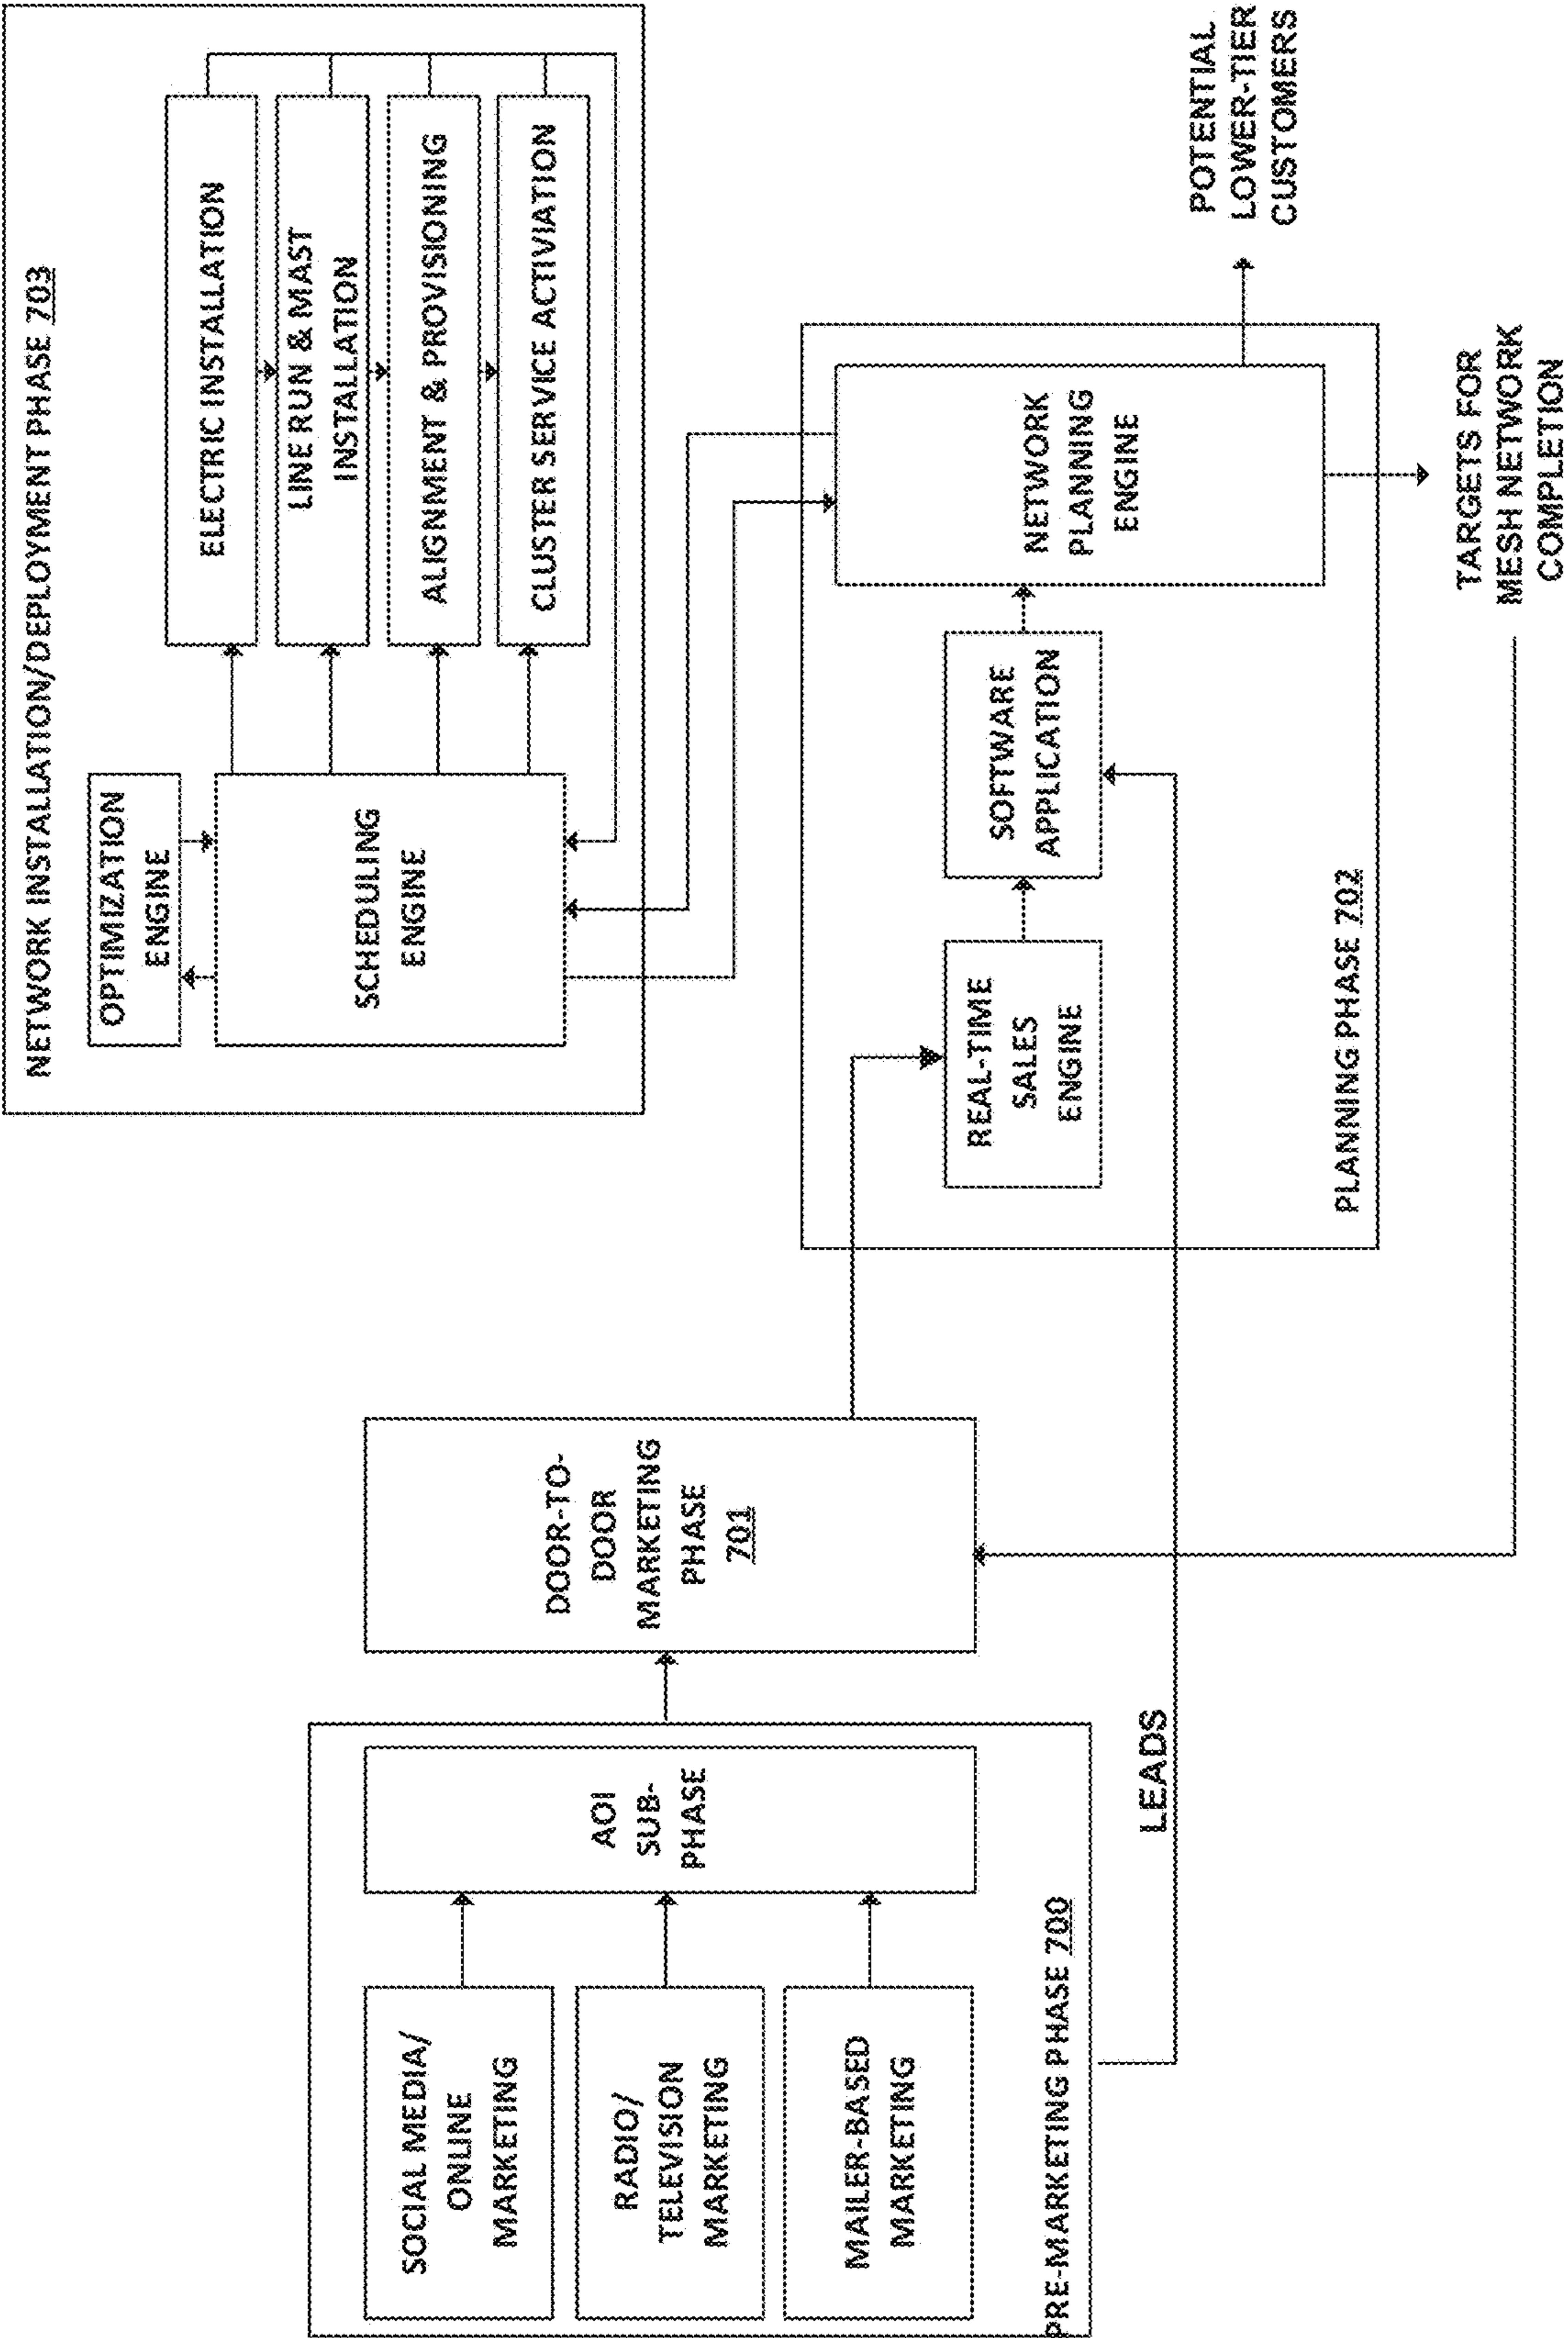 NETWORK INSTALLATION/DEPLOYMENT PHASE 703
OPTIMIZATION
ENGINE
SCHEDULING
ENGINE
ELECTRIC INSTALLATION
LINE RUN & MAST
INSTALLATION
ALIGNMENT & PROVISIONING
CLUSTER SERVICE ACTIVIATION
SOCIAL MEDIA/
ONLINE
MARKETING
RADIO/
TELEVISION
MARKETING
MAILER-BASED
MARKETING
AOI
SUB-
PHASE
PRE-MARKETING PHASE 700
DOOR-TO-
DOOR
MARKETING
PHASE
701
LEADS
REAL-TIME
SALES
ENGINE
SOFTWARE
APPLICATION
NETWORK
PLANNING
ENGINE
PLANNING PHASE 702
POTENTIAL
LOWER-TIER
CUSTOMERS
TARGETS FOR
MESH NETWORK
COMPLETION